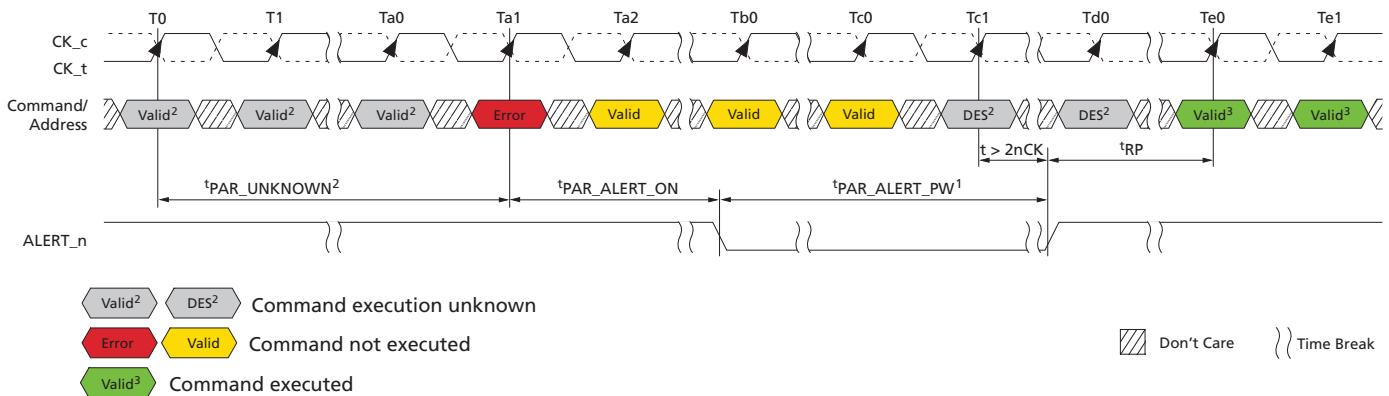 T0 T1 Ta0 Ta1 Ta2 Tb0 Tc0 Tc1 Td0 Te0 Te1
CK_c
CK_t
Command/
Address
Valid² Valid² Valid² Error Valid Valid Valid DES² DES² Valid³ Valid³
t > 2nCK ᵗRP
ᵗPAR_UNKNOWN² ᵗPAR_ALERT_ON ᵗPAR_ALERT_PW¹
ALERT_n
Valid² DES² Command execution unknown
Error Valid Command not executed
Don't Care Time Break
Valid³ Command executed